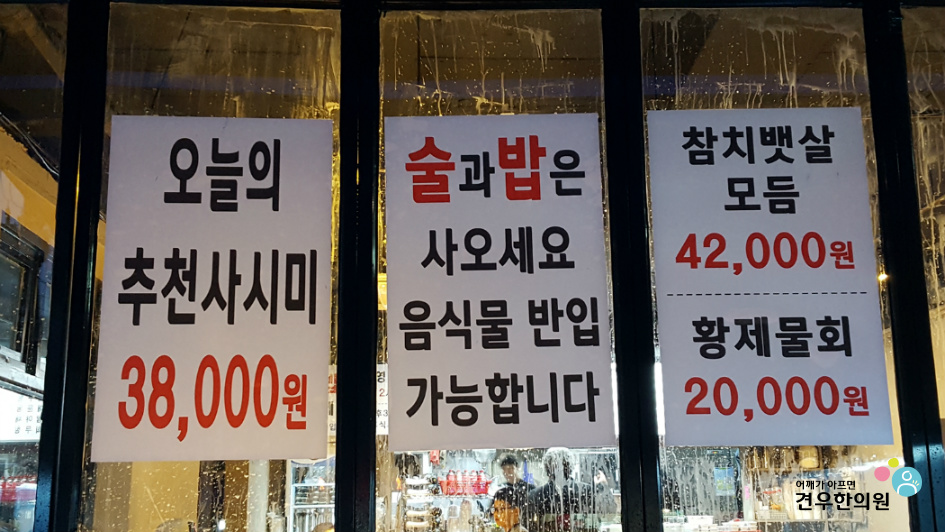 오늘의
추천사시미
38,000원
술과밥은
사오세요
음식물 반입
가능합니다
참치뱃살
모듬
42,000원
황제물회
20,000원
어깨가 아프면
견우한의원